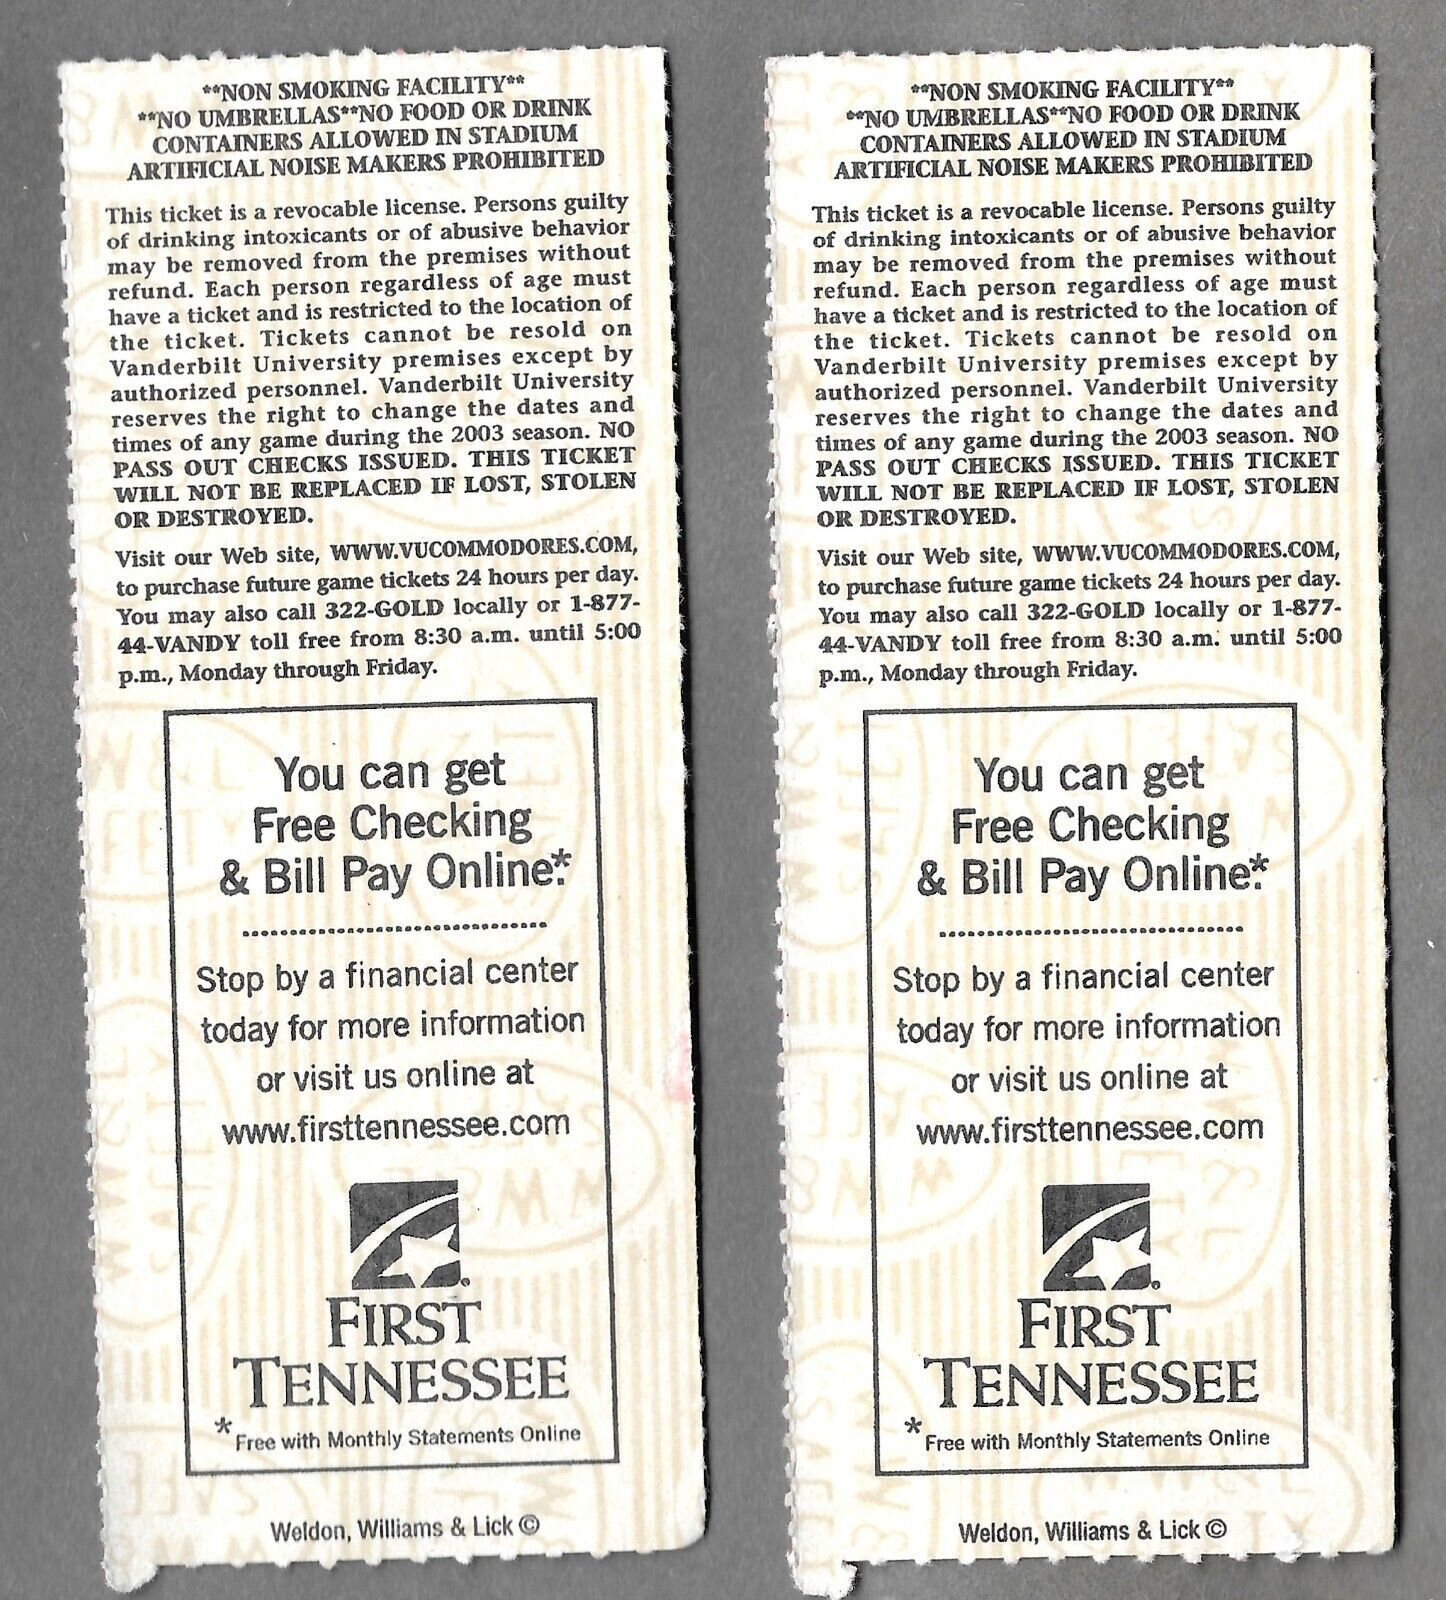 **NON SMOKING FACILITY**
**NO UMBRELLAS**NO FOOD OR DRINK
CONTAINERS ALLOWED IN STADIUM
ARTIFICIAL NOISE MAKERS PROHIBITED
This ticket is a revocable license. Persons guilty
of drinking intoxicants or of abusive behavior
may be removed from the premises without
refund. Each person regardless of age must
have a ticket and is restricted to the location of
the ticket. Tickets cannot be resold on
Vanderbilt University premises except by
authorized personnel. Vanderbilt University
reserves the right to change the dates and
times of any game during the 2003 season. NO
PASS OUT CHECKS ISSUED. THIS TICKET
WILL NOT BE REPLACED IF LOST, STOLEN
OR DESTROYED.
Visit our Web site, WWW.VUCOMMODORES.COM,
to purchase future game tickets 24 hours per day.
You may also call 322-GOLD locally or 1-877-
44-VANDY toll free from 8:30 a.m. until 5:00
p.m., Monday through Friday.
You can get
Free Checking
& Bill Pay Online.*
Stop by a financial center
today for more information
or visit us online at
www.firsttennessee.com
FIRST
TENNESSEE
*Free with Monthly Statements Online
Weldon, Williams & Lick ©
**NON SMOKING FACILITY**
**NO UMBRELLAS**NO FOOD OR DRINK
CONTAINERS ALLOWED IN STADIUM
ARTIFICIAL NOISE MAKERS PROHIBITED
This ticket is a revocable license. Persons guilty
of drinking intoxicants or of abusive behavior
may be removed from the premises without
refund. Each person regardless of age must
have a ticket and is restricted to the location of
the ticket. Tickets cannot be resold on
Vanderbilt University premises except by
authorized personnel. Vanderbilt University
reserves the right to change the dates and
times of any game during the 2003 season. NO
PASS OUT CHECKS ISSUED. THIS TICKET
WILL NOT BE REPLACED IF LOST, STOLEN
OR DESTROYED.
Visit our Web site, WWW.VUCOMMODORES.COM,
to purchase future game tickets 24 hours per day.
You may also call 322-GOLD locally or 1-877-
44-VANDY toll free from 8:30 a.m. until 5:00
p.m., Monday through Friday.
You can get
Free Checking
& Bill Pay Online.*
Stop by a financial center
today for more information
or visit us online at
www.firsttennessee.com
FIRST
TENNESSEE
*Free with Monthly Statements Online
Weldon, Williams & Lick ©